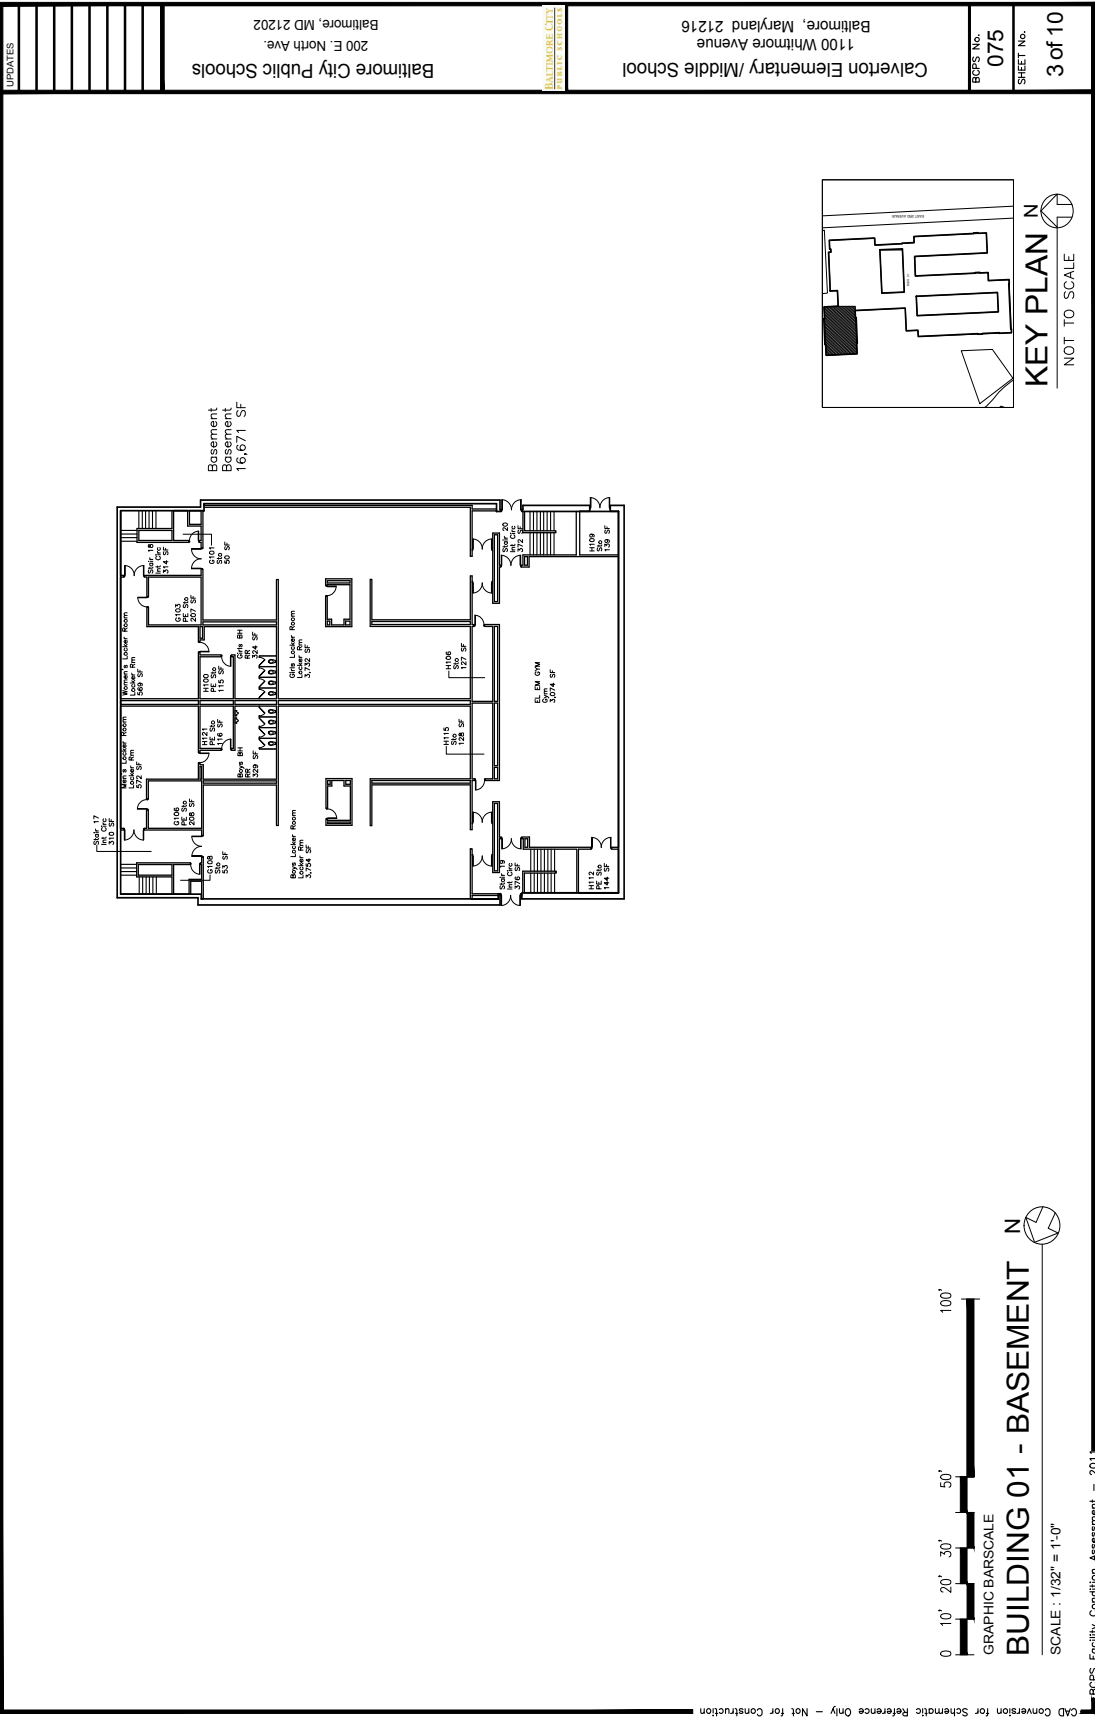 UPDATES
Baltimore City Public Schools
200 E. North Ave.
Baltimore, MD 21202
BALTIMORE CITY
PUBLIC SCHOOLS
Calverton Elementary /Middle School
1100 Whitmore Avenue
Baltimore, Maryland 21216
BCPS No.
075
SHEET No.
3 of 10
KEY PLAN
N
NOT TO SCALE
Basement
Basement
16,671 SF
Stair 17
Int Circ
310 SF
Men's Locker Room
Locker Rm
572 SF
Women's Locker Room
Locker Rm
569 SF
Stair 18
Int Circ
314 SF
G106
PE Sto
208 SF
G103
PE Sto
207 SF
G108
Sto
53 SF
H121
PE Sto
116 SF
H100
PE Sto
115 SF
G101
Sto
50 SF
Boys BH
RR
329 SF
Girls BH
RR
324 SF
Boys Locker Room
Locker Rm
3,754 SF
Girls Locker Room
Locker Rm
3,732 SF
H115
Sto
128 SF
H106
Sto
127 SF
Stair 19
Int Circ
376 SF
Stair 20
Int Circ
372 SF
EL EM GYM
Gym
3,074 SF
H112
PE Sto
144 SF
H109
Sto
139 SF
0 10' 20' 30' 50' 100'
GRAPHIC BARSCALE
BUILDING 01 - BASEMENT
N
SCALE : 1/32" = 1'-0"
BCPS Facility Condition Assessment – 2011
CAD Conversion for Schematic Reference Only – Not for Construction